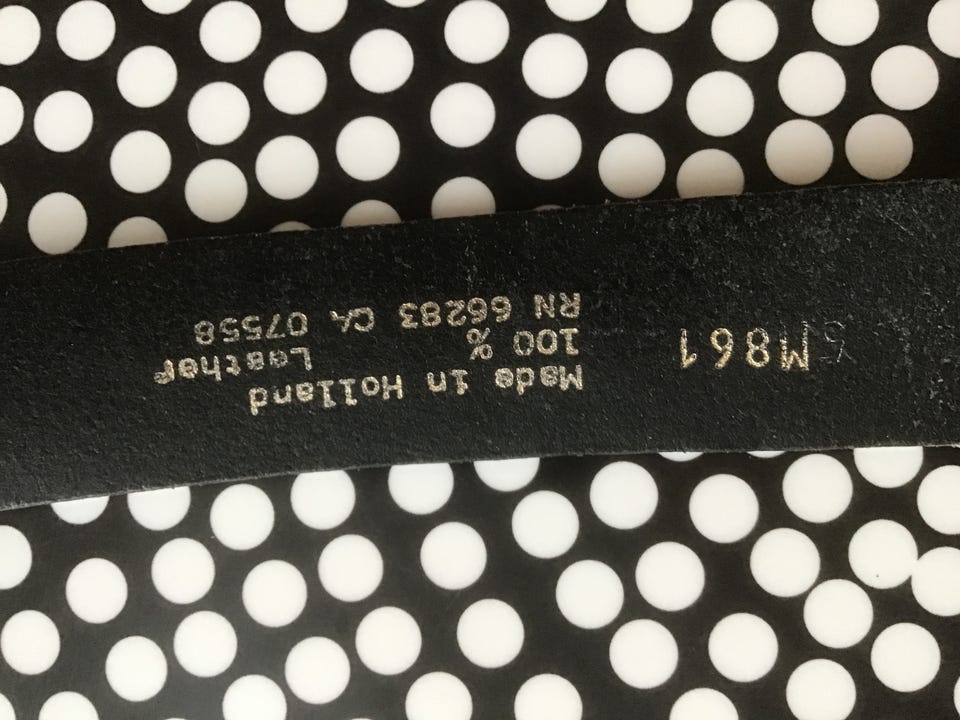 M861
Made in Holland
100 % Leather
RN 66283 CA 07558